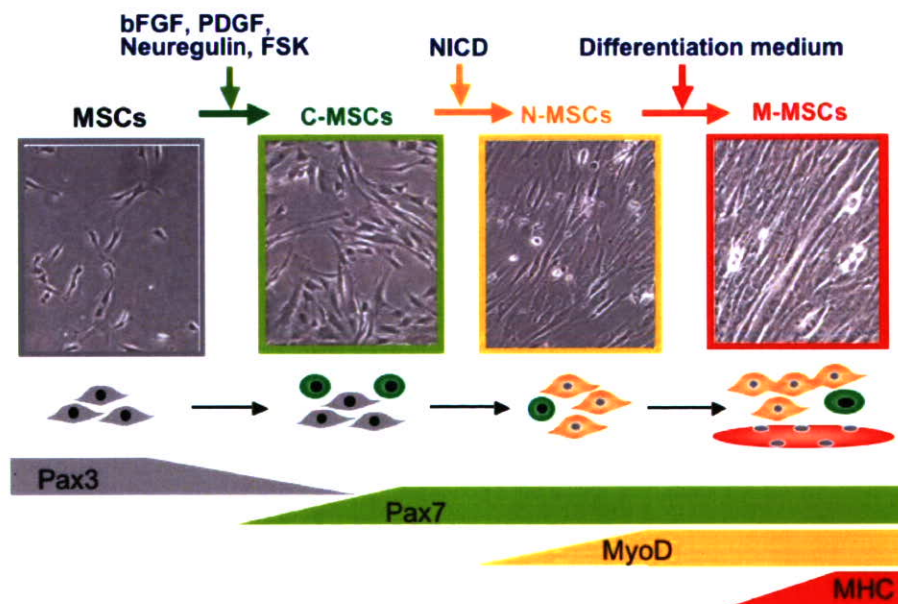 bFGF, PDGF,
Neuregulin, FSK
NICD
Differentiation medium
MSCs
C-MSCs
N-MSCs
M-MSCs
Pax3
Pax7
MyoD
MHC